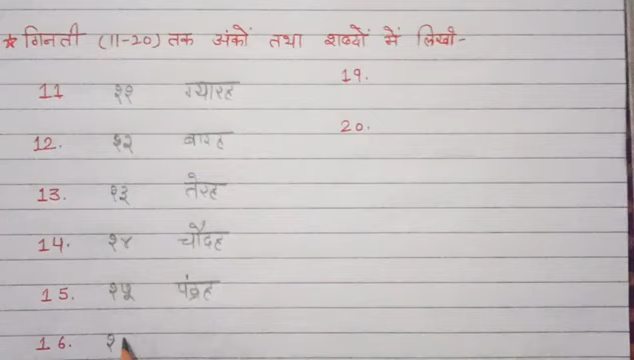 * गिनती (11-20) तक अंकों तथा शब्दों में लिखो-
11 ११ ग्यारह
12. १२ बारह
13. १३ तेरह
14. १४ चौदह
15. १५ पंद्रह
16. १
19.
20.